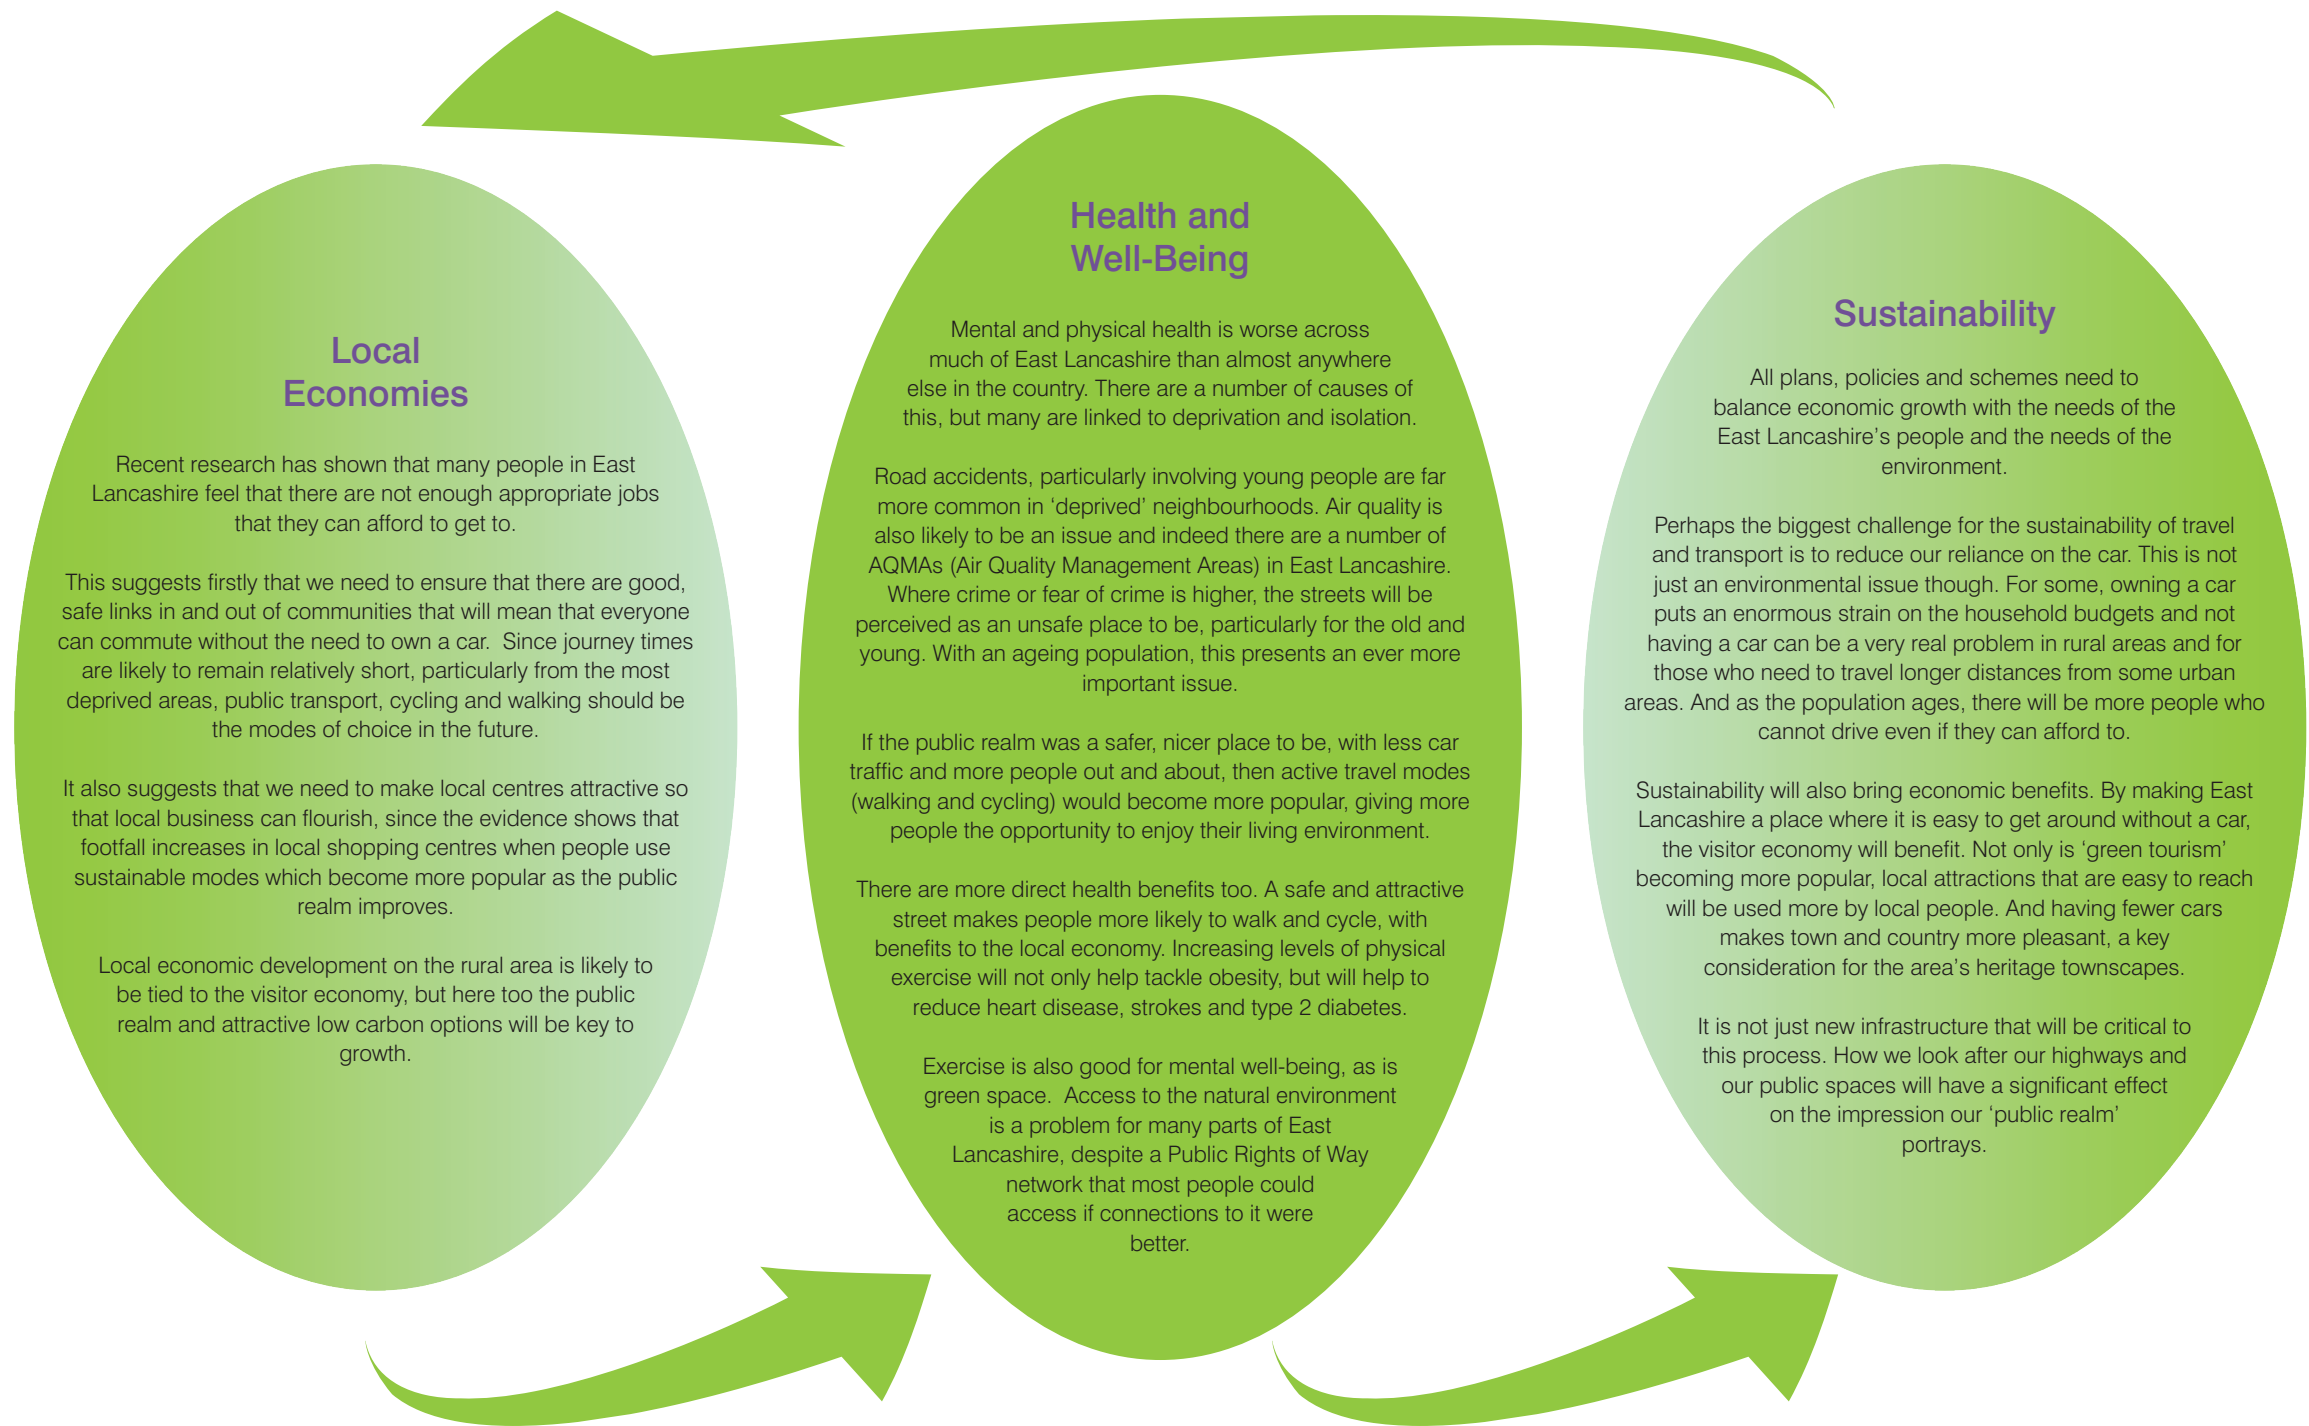 Local
Economies
Recent research has shown that many people in East
Lancashire feel that there are not enough appropriate jobs
that they can afford to get to.
This suggests firstly that we need to ensure that there are good,
safe links in and out of communities that will mean that everyone
can commute without the need to own a car.  Since journey times
are likely to remain relatively short, particularly from the most
deprived areas, public transport, cycling and walking should be
the modes of choice in the future.
It also suggests that we need to make local centres attractive so
that local business can flourish, since the evidence shows that
footfall increases in local shopping centres when people use
sustainable modes which become more popular as the public
realm improves.
Local economic development on the rural area is likely to
be tied to the visitor economy, but here too the public
realm and attractive low carbon options will be key to
growth.
Health and
Well-Being
Mental and physical health is worse across
much of East Lancashire than almost anywhere
else in the country. There are a number of causes of
this, but many are linked to deprivation and isolation.
Road accidents, particularly involving young people are far
more common in ‘deprived’ neighbourhoods. Air quality is
also likely to be an issue and indeed there are a number of
AQMAs (Air Quality Management Areas) in East Lancashire.
Where crime or fear of crime is higher, the streets will be
perceived as an unsafe place to be, particularly for the old and
young. With an ageing population, this presents an ever more
important issue.
If the public realm was a safer, nicer place to be, with less car
traffic and more people out and about, then active travel modes
(walking and cycling) would become more popular, giving more
people the opportunity to enjoy their living environment.
There are more direct health benefits too. A safe and attractive
street makes people more likely to walk and cycle, with
benefits to the local economy. Increasing levels of physical
exercise will not only help tackle obesity, but will help to
reduce heart disease, strokes and type 2 diabetes.
Exercise is also good for mental well-being, as is
green space.  Access to the natural environment
is a problem for many parts of East
Lancashire, despite a Public Rights of Way
network that most people could
access if connections to it were
better.
Sustainability
All plans, policies and schemes need to
balance economic growth with the needs of the
East Lancashire’s people and the needs of the
environment.
Perhaps the biggest challenge for the sustainability of travel
and transport is to reduce our reliance on the car. This is not
just an environmental issue though. For some, owning a car
puts an enormous strain on the household budgets and not
having a car can be a very real problem in rural areas and for
those who need to travel longer distances from some urban
areas. And as the population ages, there will be more people who
cannot drive even if they can afford to.
Sustainability will also bring economic benefits. By making East
Lancashire a place where it is easy to get around without a car,
the visitor economy will benefit. Not only is ‘green tourism’
becoming more popular, local attractions that are easy to reach
will be used more by local people. And having fewer cars
makes town and country more pleasant, a key
consideration for the area’s heritage townscapes.
It is not just new infrastructure that will be critical to
this process. How we look after our highways and
our public spaces will have a significant effect
on the impression our ‘public realm’
portrays.